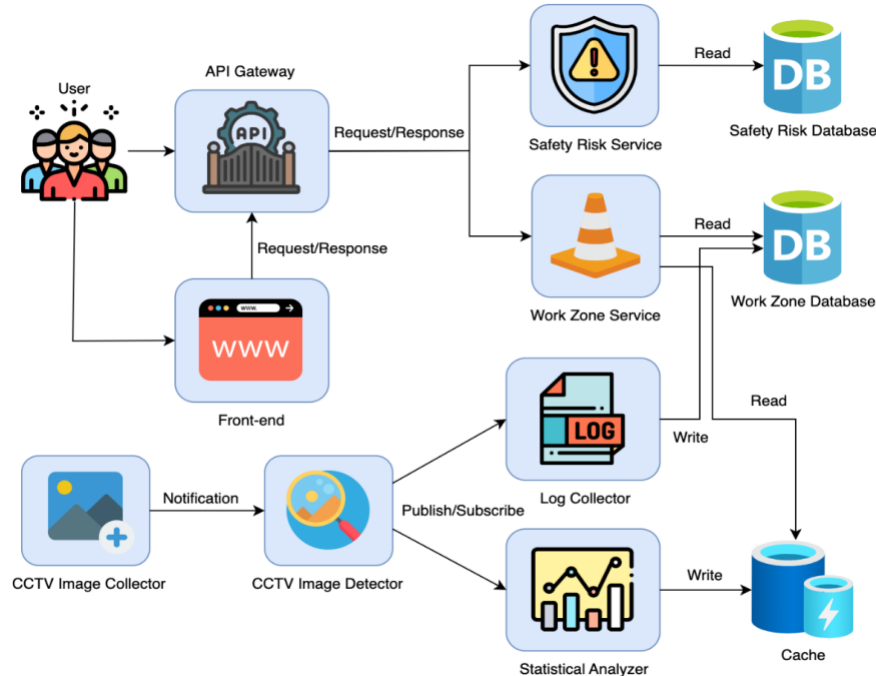 User
API Gateway
API
Request/Response
Safety Risk Service
Read
DB
Safety Risk Database
Request/Response
Work Zone Service
Read
DB
Work Zone Database
www.
www
Front-end
LOG
Log Collector
Write
Read
CCTV Image Collector
Notification
CCTV Image Detector
Publish/Subscribe
Statistical Analyzer
Write
Cache